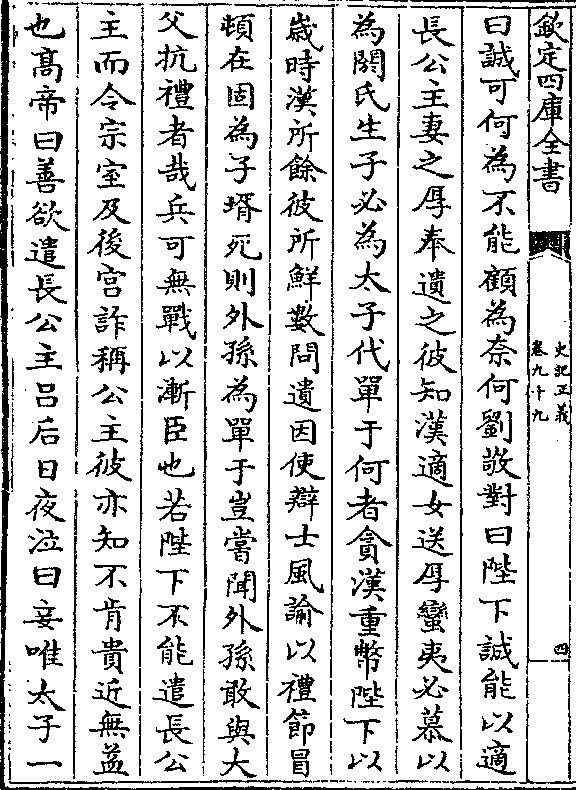 欽定四庫全書
史記正義
卷九十九
四
曰誠可何為不能顧為奈何劉敬對曰陛下誠能以適
長公主妻之厚奉遺之彼知漢適女送厚蠻夷必慕以
為閼氏生子必為太子代單于何者貪漢重幣陛下以
歲時漢所餘彼所鮮數問遺因使辯士風諭以禮節冒
頓在固為子壻死則外孫為單于豈嘗聞外孫敢與大
父抗禮者哉兵可無戰以漸臣也若陛下不能遣長公
主而令宗室及後宫詐稱公主彼亦知不肯貴近無益
也髙帝曰善欲遣長公主吕后日夜泣曰妾唯太子一